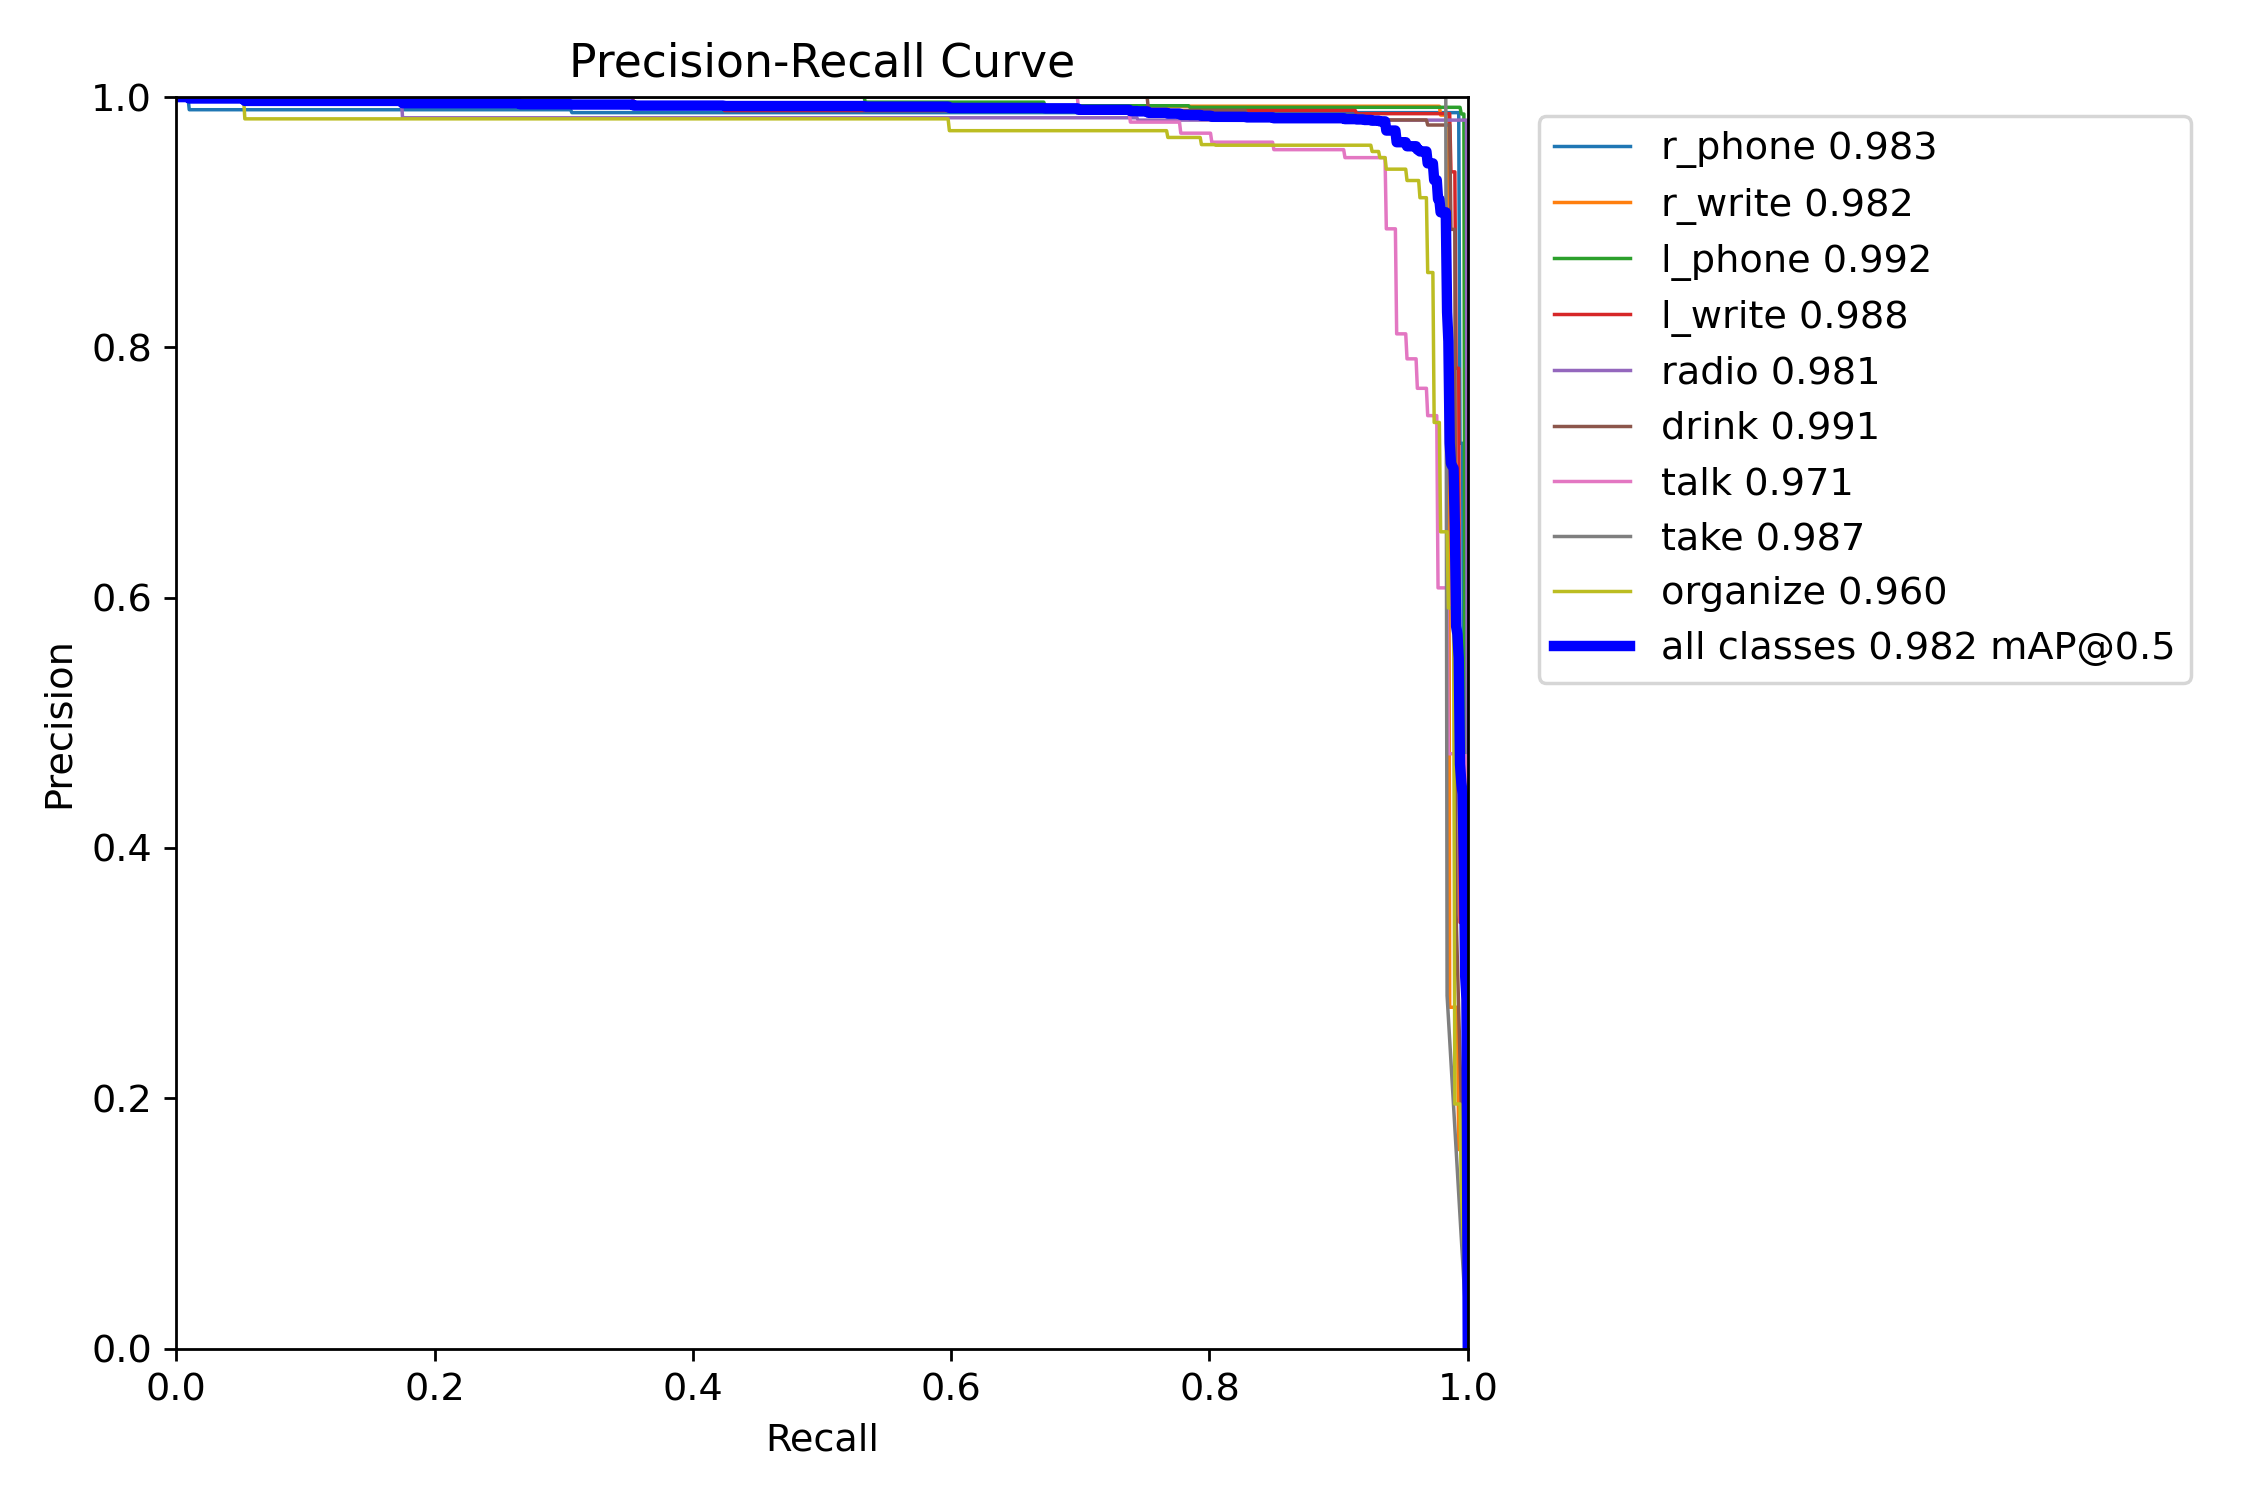 Precision-Recall Curve
1.0
0.8
0.6
0.4
0.2
0.0
Precision
0.0 0.2 0.4 0.6 0.8 1.0
Recall
r_phone 0.983
r_write 0.982
l_phone 0.992
l_write 0.988
radio 0.981
drink 0.991
talk 0.971
take 0.987
organize 0.960
all classes 0.982 mAP@0.5